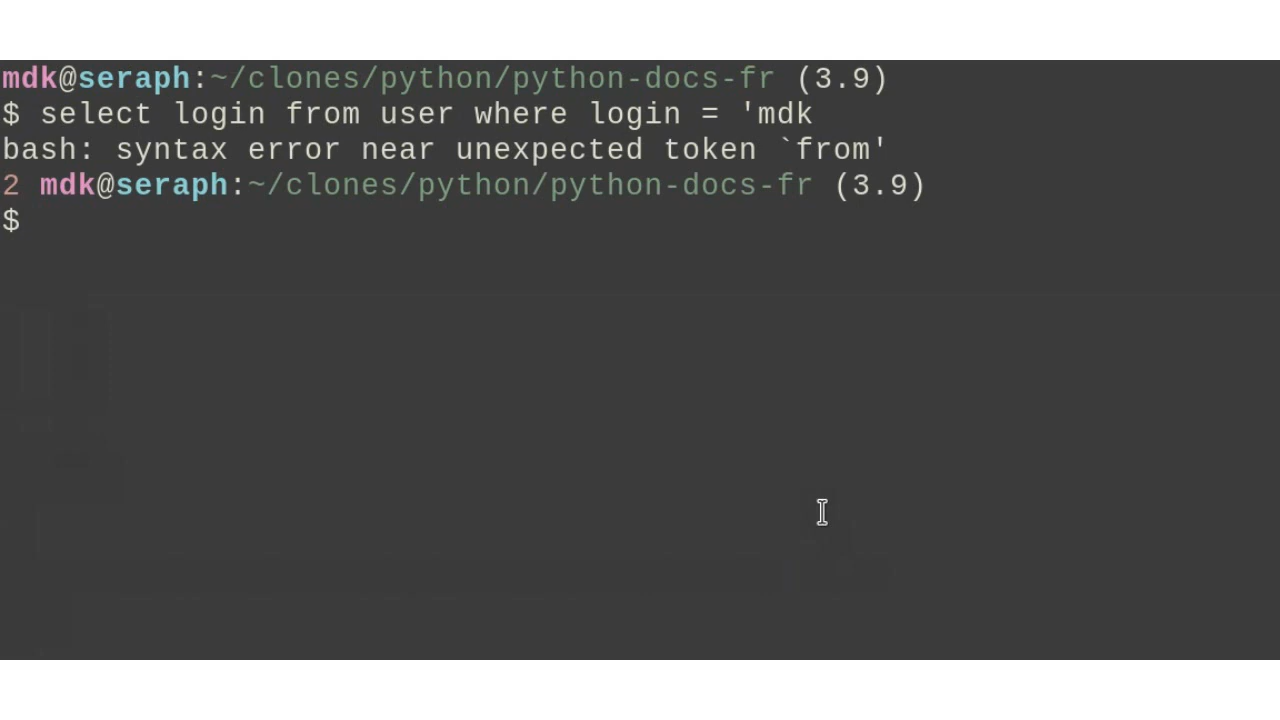 mdk@seraph:~/clones/python/python-docs-fr (3.9)
$ select login from user where login = 'mdk
bash: syntax error near unexpected token `from'
2 mdk@seraph:~/clones/python/python-docs-fr (3.9)
$